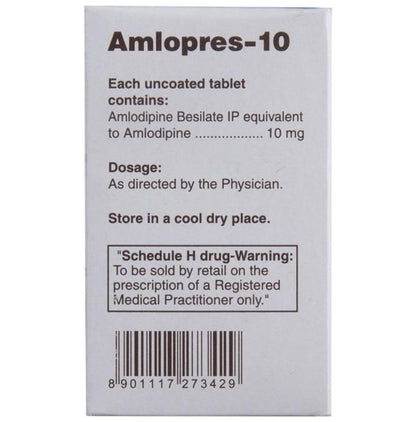 Amlopres-10
Each uncoated tablet
contains:
Amlodipine Besilate IP equivalent
to Amlodipine .................. 10 mg
Dosage:
As directed by the Physician.
Store in a cool dry place.
"Schedule H drug-Warning:
To be sold by retail on the
prescription of a Registered
Medical Practitioner only."
8 901117 273429